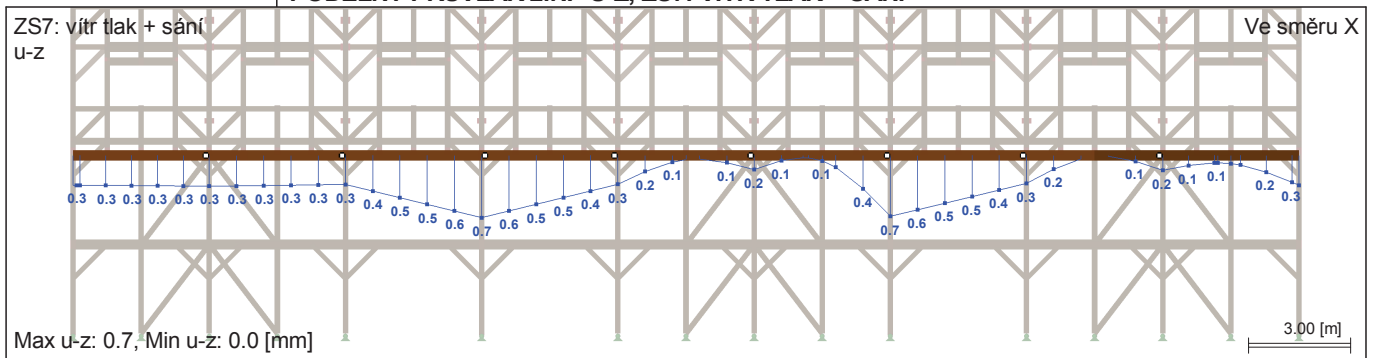 ZS7: vítr tlak + sání
Ve směru X
u-z
0.3 0.3 0.3 0.3 0.3 0.3 0.3 0.3 0.3 0.3 0.3 0.4 0.5 0.5 0.6 0.7 0.6 0.5 0.5 0.4 0.3 0.2 0.1 0.1 0.2 0.1 0.1 0.4 0.7 0.6 0.5 0.5 0.4 0.3 0.2 0.1 0.2 0.1 0.1 0.2 0.3
Max u-z: 0.7, Min u-z: 0.0 [mm]
3.00 [m]